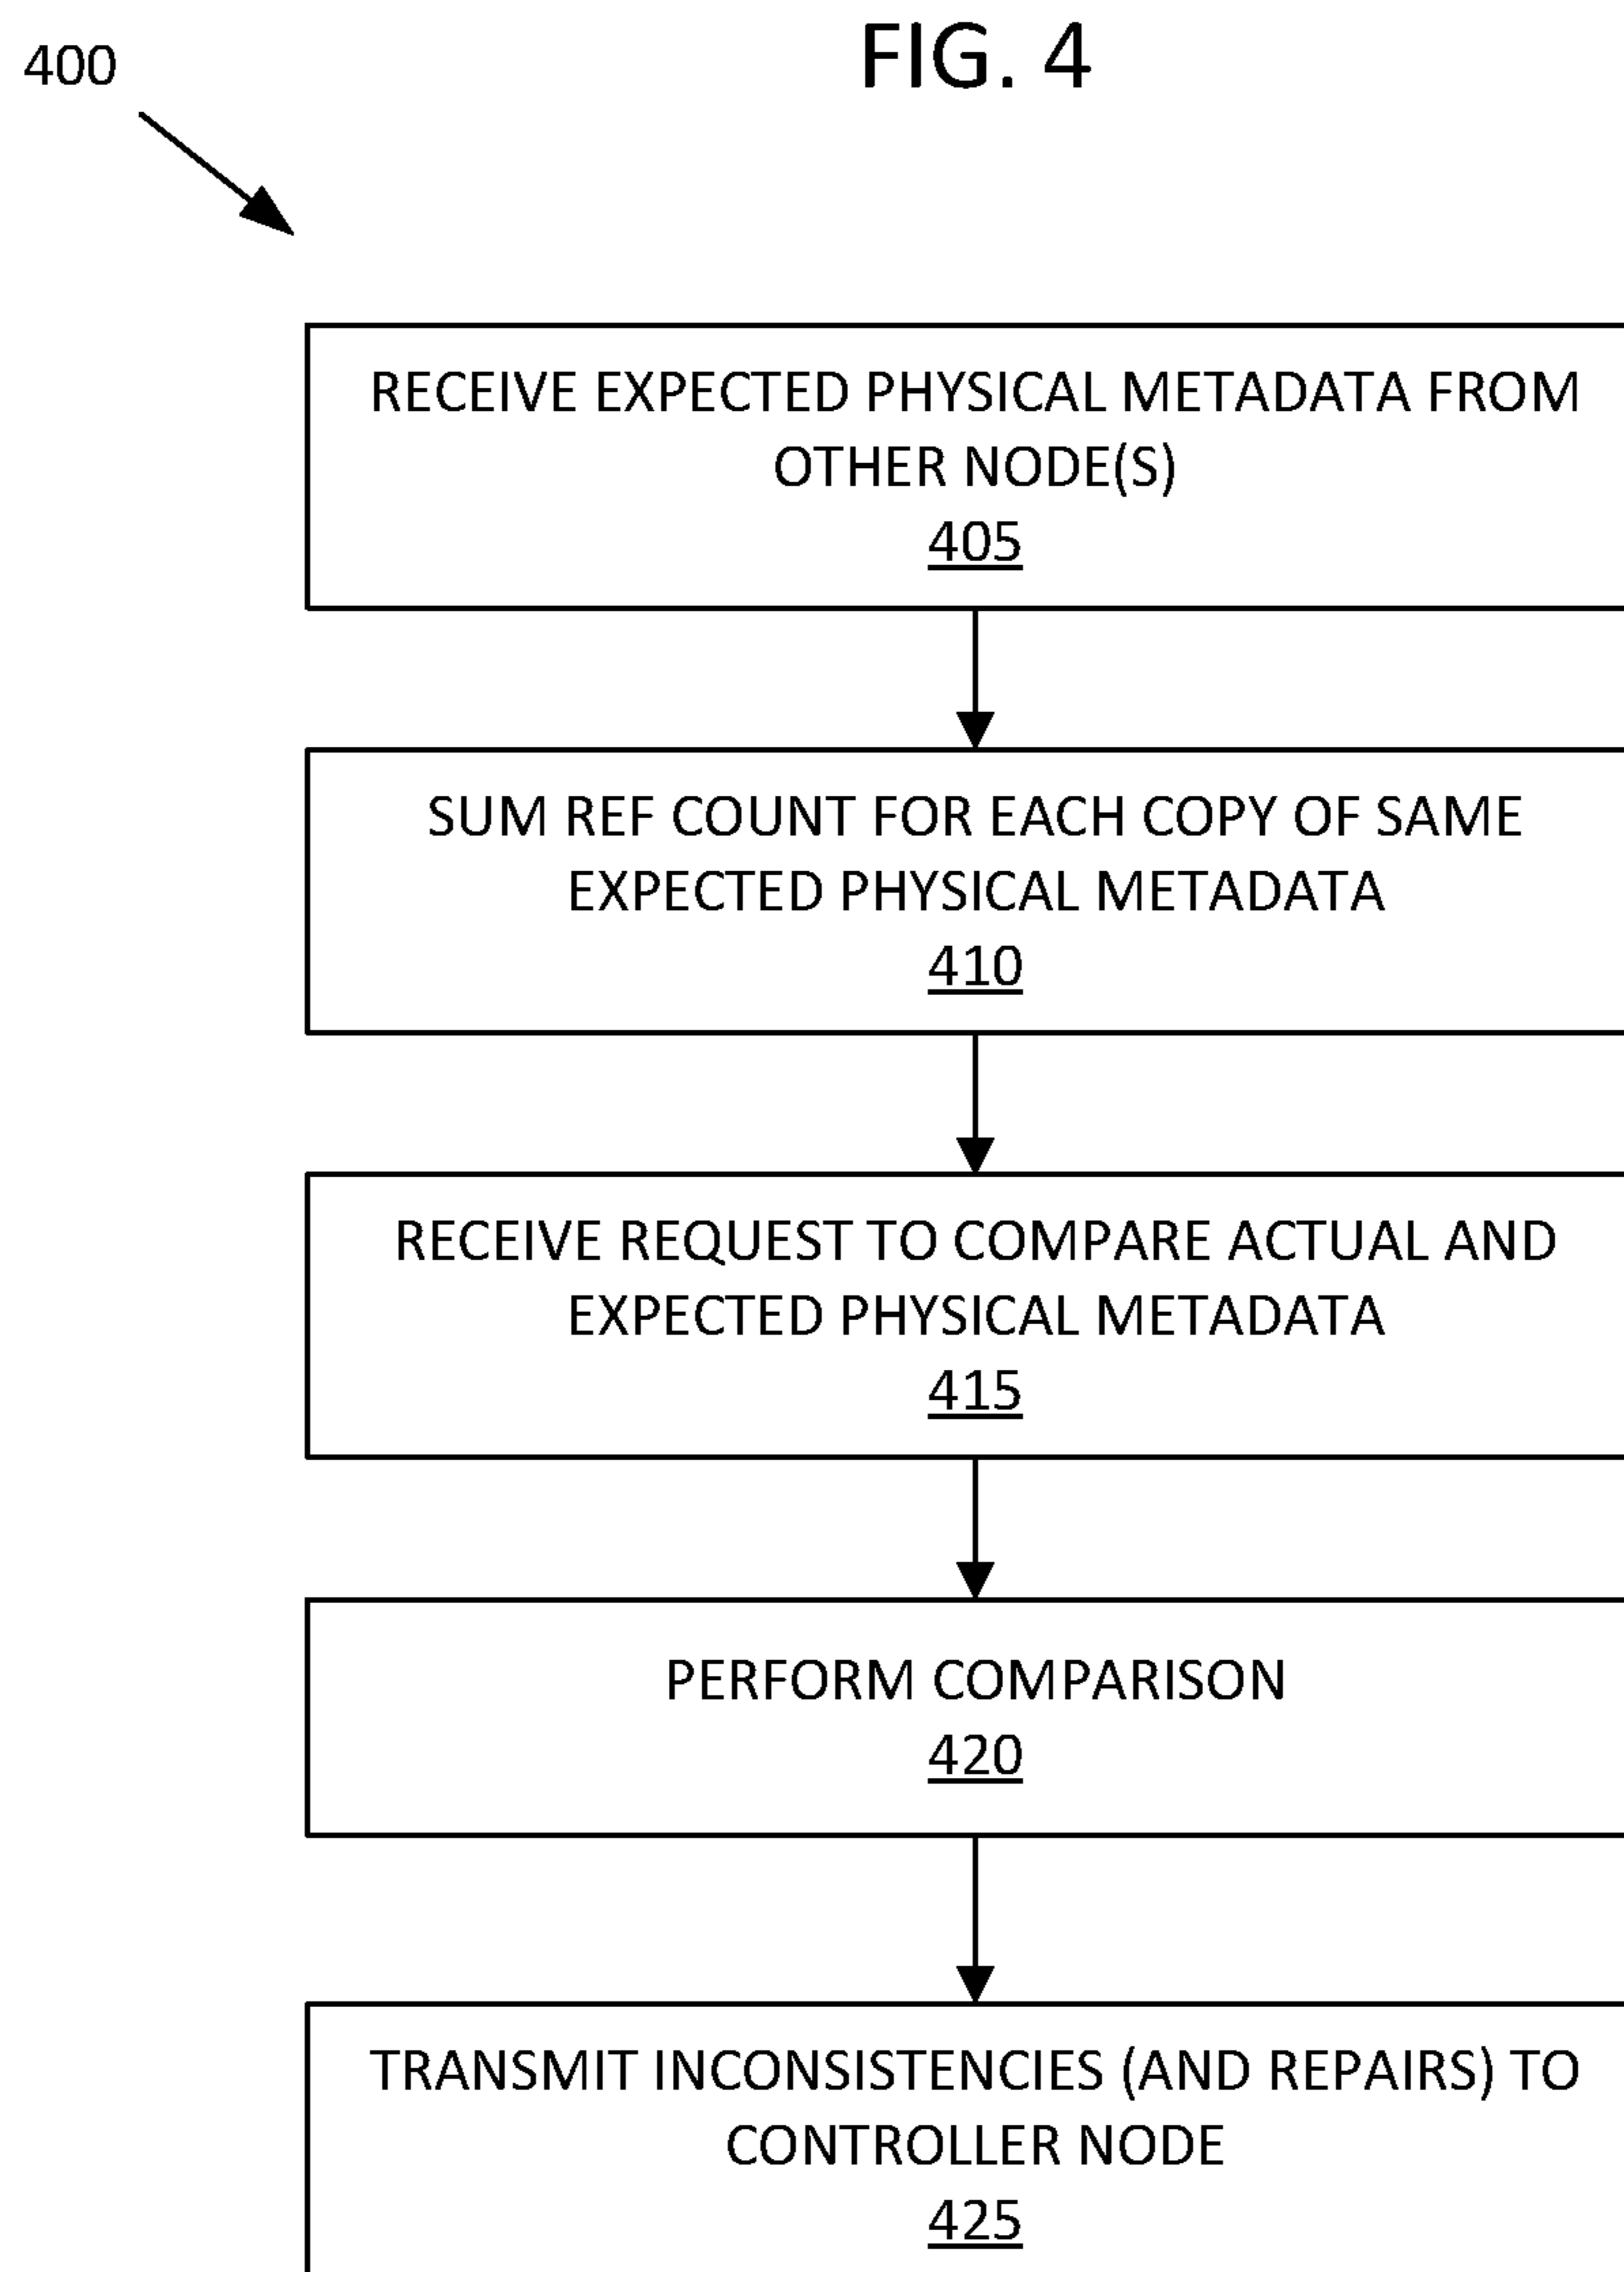 FIG. 4
400
RECEIVE EXPECTED PHYSICAL METADATA FROM
OTHER NODE(S)
405
SUM REF COUNT FOR EACH COPY OF SAME
EXPECTED PHYSICAL METADATA
410
RECEIVE REQUEST TO COMPARE ACTUAL AND
EXPECTED PHYSICAL METADATA
415
PERFORM COMPARISON
420
TRANSMIT INCONSISTENCIES (AND REPAIRS) TO
CONTROLLER NODE
425